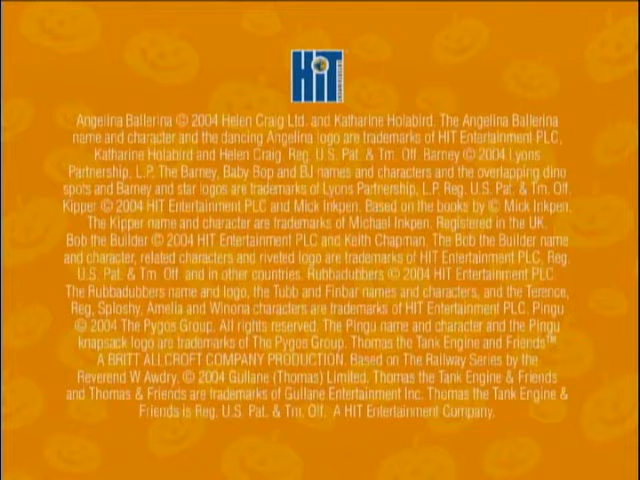 HiT
ENTERTAINMENT
Angelina Ballerina © 2004 Helen Craig Ltd. and Katharine Holabird. The Angelina Ballerina
name and character and the dancing Angelina logo are trademarks of HIT Entertainment PLC,
Katharine Holabird and Helen Craig. Reg. U.S. Pat. & Tm. Off. Barney © 2004 Lyons
Partnership, L.P. The Barney, Baby Bop and BJ names and characters and the overlapping dino
spots and Barney and star logos are trademarks of Lyons Partnership, L.P. Reg. U.S. Pat. & Tm. Off.
Kipper © 2004 HIT Entertainment PLC and Mick Inkpen. Based on the books by © Mick Inkpen.
The Kipper name and character are trademarks of Michael Inkpen. Registered in the UK.
Bob the Builder © 2004 HIT Entertainment PLC and Keith Chapman. The Bob the Builder name
and character, related characters and riveted logo are trademarks of HIT Entertainment PLC, Reg.
U.S. Pat. & Tm. Off. and in other countries. Rubbadubbers © 2004 HIT Entertainment PLC.
The Rubbadubbers name and logo, the Tubb and Finbar names and characters, and the Terence,
Reg, Sploshy, Amelia and Winona characters are trademarks of HIT Entertainment PLC. Pingu
© 2004 The Pygos Group. All rights reserved. The Pingu name and character and the Pingu
knapsack logo are trademarks of The Pygos Group. Thomas the Tank Engine and Friends™
A BRITT ALLCROFT COMPANY PRODUCTION. Based on The Railway Series by the
Reverend W Awdry. © 2004 Gullane (Thomas) Limited. Thomas the Tank Engine & Friends
and Thomas & Friends are trademarks of Gullane Entertainment Inc. Thomas the Tank Engine &
Friends is Reg. U.S. Pat. & Tm. Off. A HIT Entertainment Company.